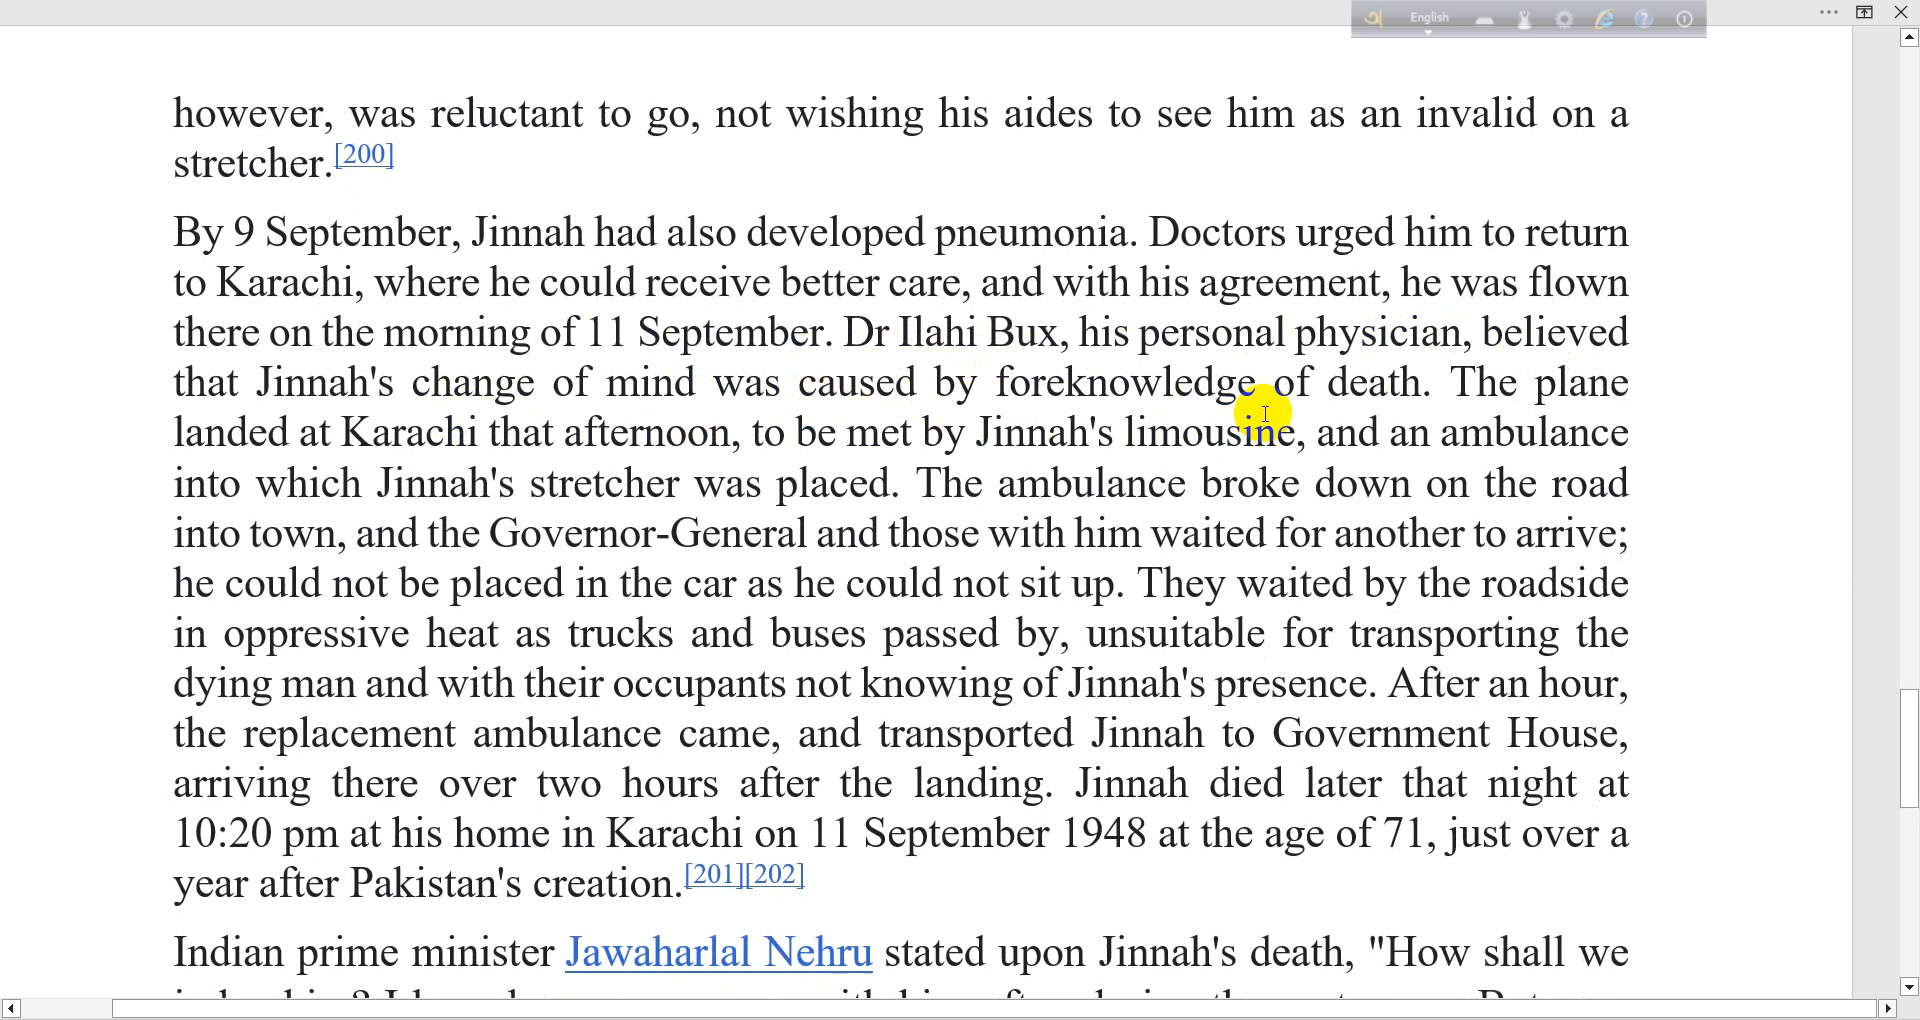 English
however, was reluctant to go, not wishing his aides to see him as an invalid on a
stretcher.[200]
By 9 September, Jinnah had also developed pneumonia. Doctors urged him to return
to Karachi, where he could receive better care, and with his agreement, he was flown
there on the morning of 11 September. Dr Ilahi Bux, his personal physician, believed
that Jinnah's change of mind was caused by foreknowledge of death. The plane
landed at Karachi that afternoon, to be met by Jinnah's limousine, and an ambulance
into which Jinnah's stretcher was placed. The ambulance broke down on the road
into town, and the Governor-General and those with him waited for another to arrive;
he could not be placed in the car as he could not sit up. They waited by the roadside
in oppressive heat as trucks and buses passed by, unsuitable for transporting the
dying man and with their occupants not knowing of Jinnah's presence. After an hour,
the replacement ambulance came, and transported Jinnah to Government House,
arriving there over two hours after the landing. Jinnah died later that night at
10:20 pm at his home in Karachi on 11 September 1948 at the age of 71, just over a
year after Pakistan's creation.[201][202]
Indian prime minister Jawaharlal Nehru stated upon Jinnah's death, "How shall we